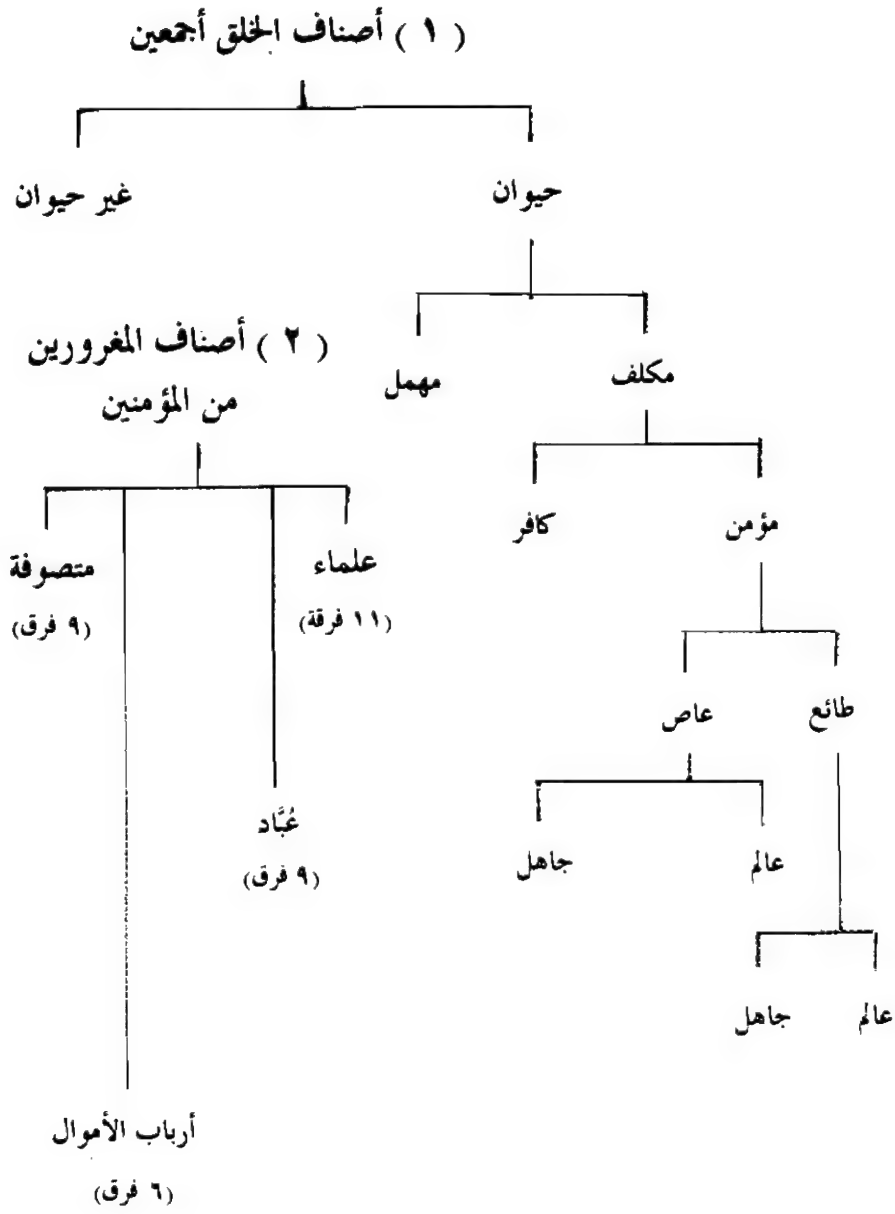 ( ١ ) أصناف الخلق أجمعين
حيوان
غير حيوان
مكلف
مهمل
مؤمن
كافر
طائع
عاص
عالم
جاهل
عالم
جاهل
( ٢ ) أصناف المغرورين
من المؤمنين
علماء
(١١ فرقة)
متصوفة
(٩ فرق)
عُبَّاد
(٩ فرق)
أرباب الأموال
(٦ فرق)